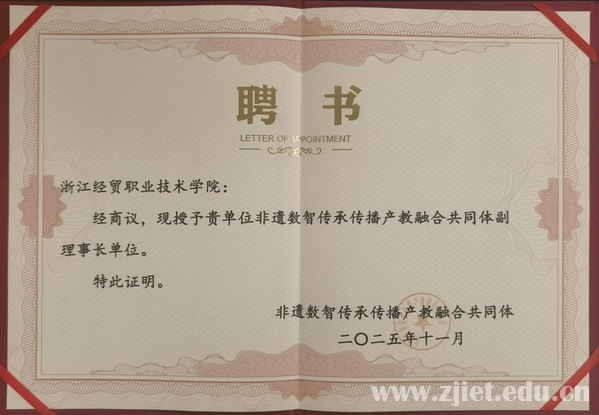 聘 书
LETTER OF APPOINTMENT
浙江经贸职业技术学院：
经商议，现授予贵单位非遗数智传承传播产教融合共同体副
理事长单位。
特此证明。
非遗数智传承传播产教融合共同体
二〇二五年十一月
www.zjiet.edu.cn